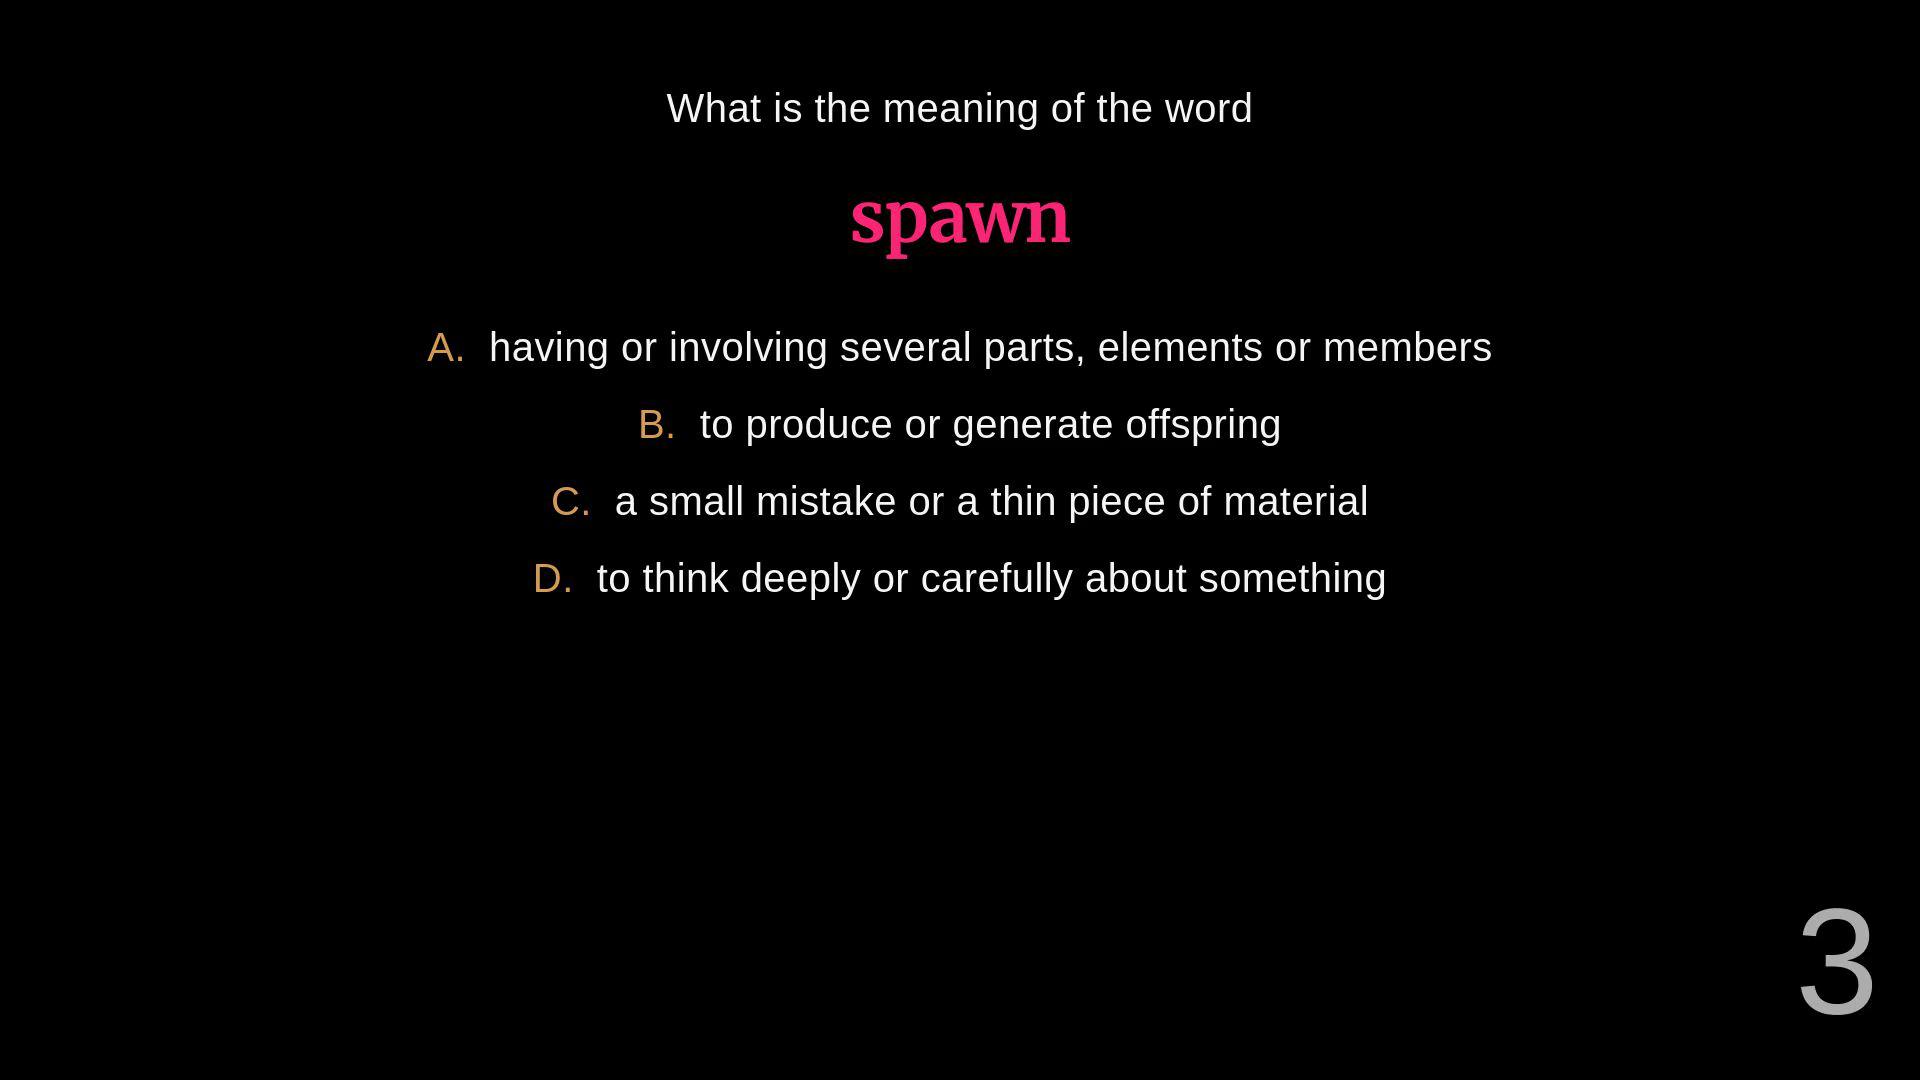 What is the meaning of the word
spawn
A. having or involving several parts, elements or members
B. to produce or generate offspring
C. a small mistake or a thin piece of material
D. to think deeply or carefully about something
3